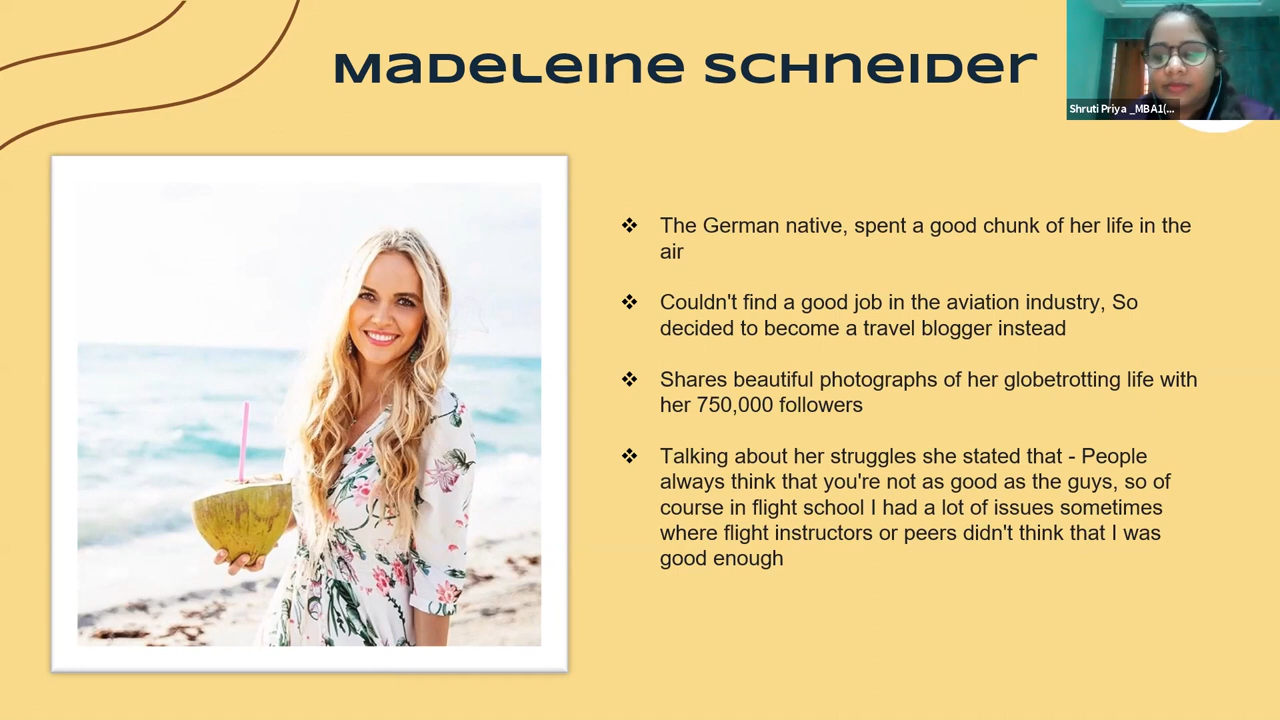 Madeleine Schneider
Shruti Priya _MBA1(...
❖ The German native, spent a good chunk of her life in the
air
❖ Couldn't find a good job in the aviation industry, So
decided to become a travel blogger instead
❖ Shares beautiful photographs of her globetrotting life with
her 750,000 followers
❖ Talking about her struggles she stated that - People
always think that you're not as good as the guys, so of
course in flight school I had a lot of issues sometimes
where flight instructors or peers didn't think that I was
good enough